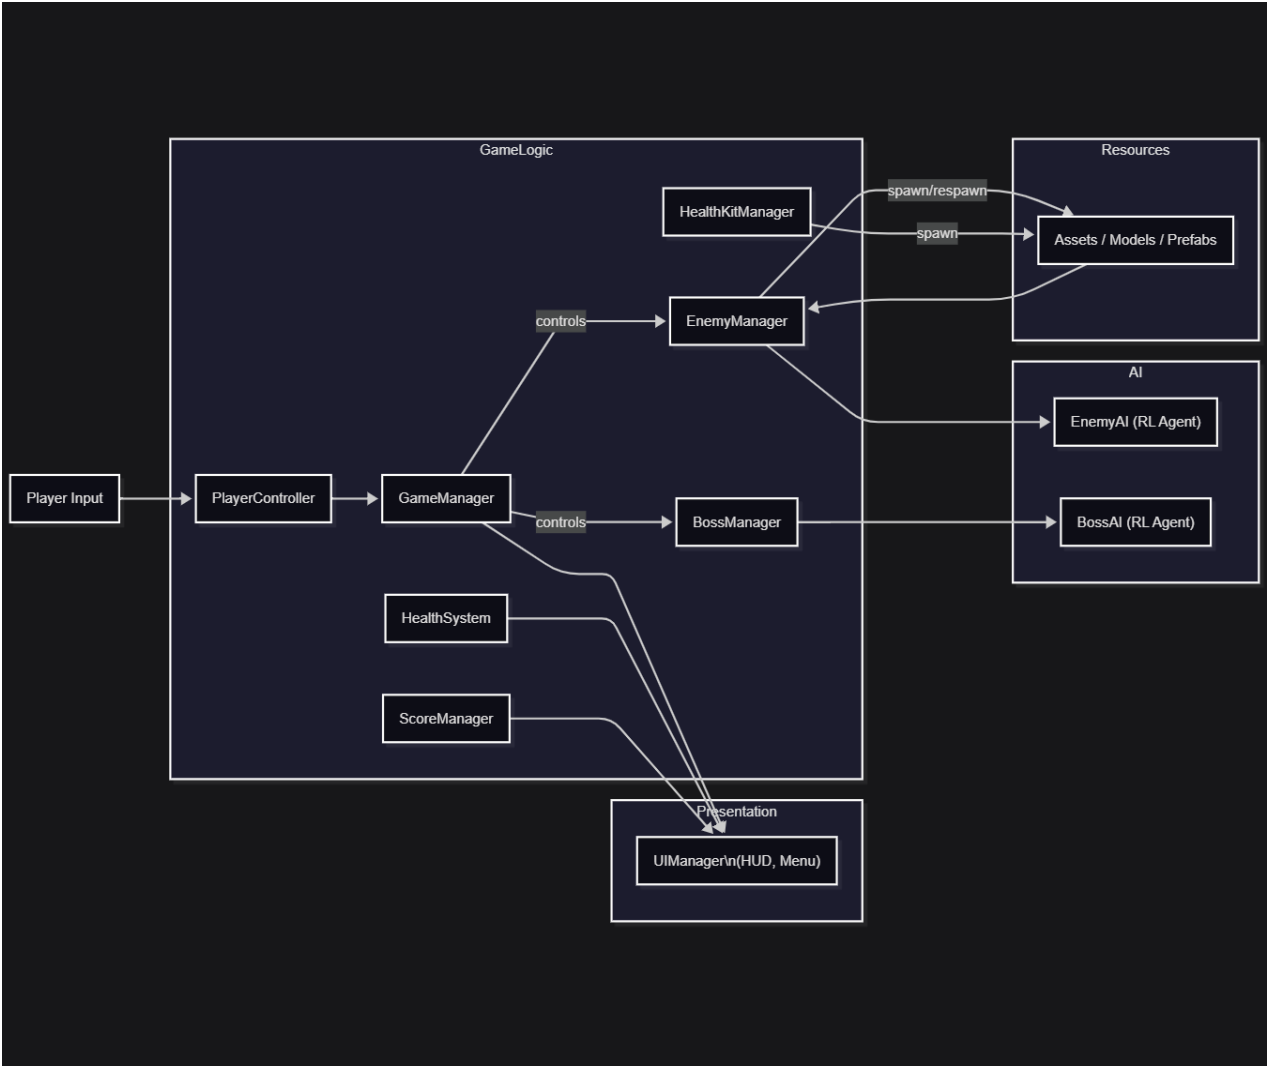 GameLogic
Resources
spawn/respawn
HealthKitManager
spawn
Assets / Models / Prefabs
controls
EnemyManager
AI
EnemyAI (RL Agent)
Player Input
PlayerController
GameManager
controls
BossManager
BossAI (RL Agent)
HealthSystem
ScoreManager
Presentation
UIManager\n(HUD, Menu)